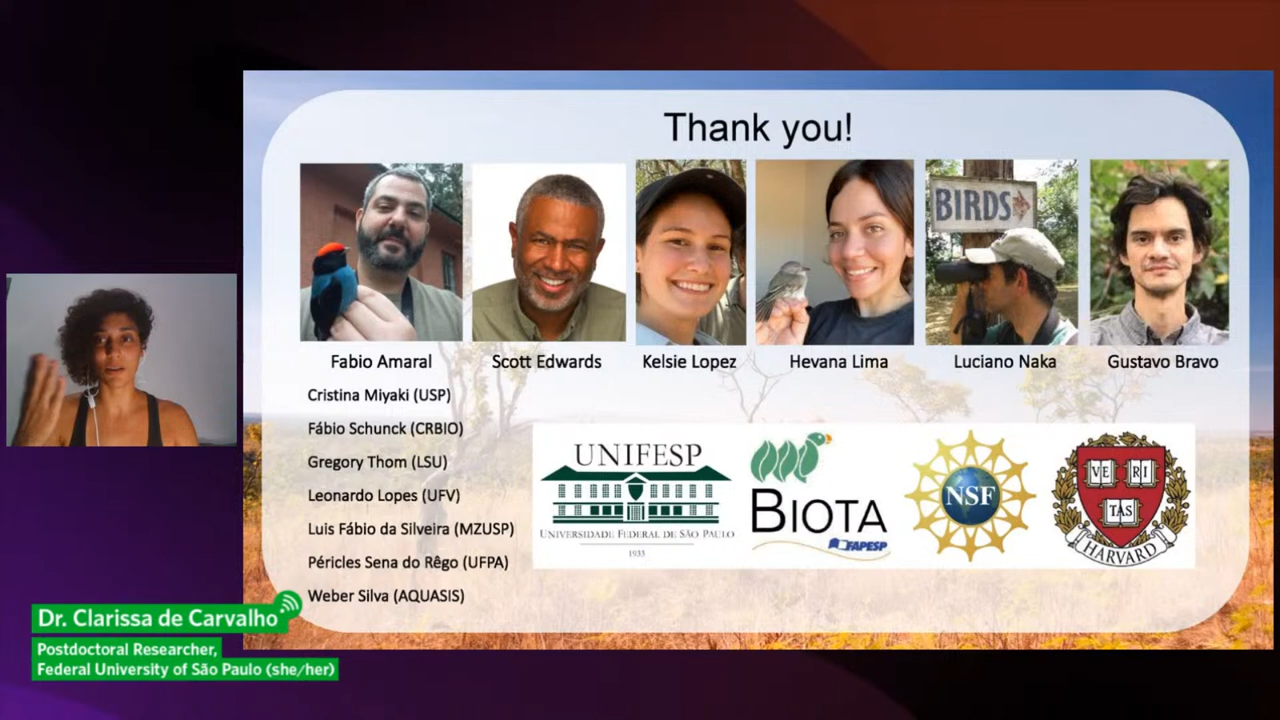 Thank you!
BIRDS
Fabio Amaral
Scott Edwards
Kelsie Lopez
Hevana Lima
Luciano Naka
Gustavo Bravo
Cristina Miyaki (USP)
Fábio Schunck (CRBIO)
Gregory Thom (LSU)
Leonardo Lopes (UFV)
Luis Fábio da Silveira (MZUSP)
Péricles Sena do Rêgo (UFPA)
Weber Silva (AQUASIS)
UNIFESP
UNIVERSIDADE FEDERAL DE SÃO PAULO
1933
BIOTA
FAPESP
NSF
VE RI
TAS
HARVARD
Dr. Clarissa de Carvalho
Postdoctoral Researcher,
Federal University of São Paulo (she/her)